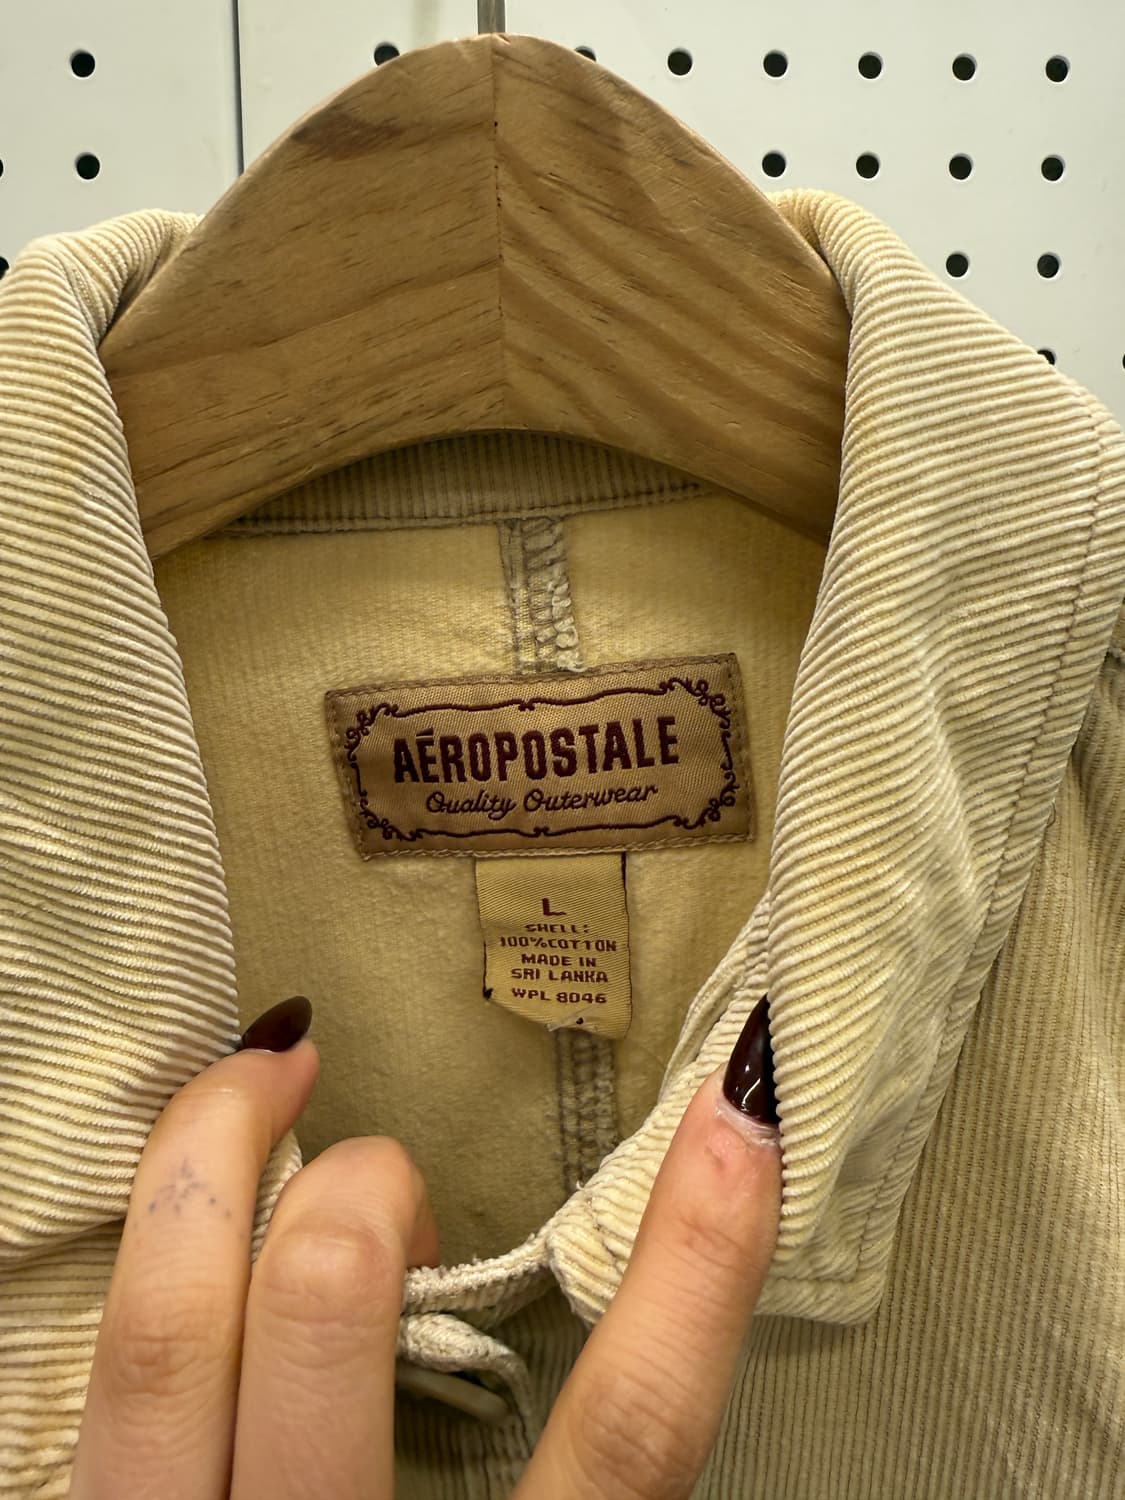 AÉROPOSTALE
Quality Outerwear
L
SHELL:
100%COTTON
MADE IN
SRI LANKA
WPL 8046